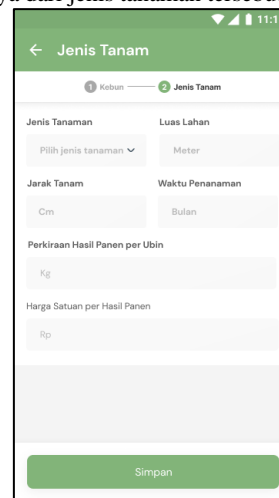 dari jenis tanaman
11:1
Jenis Tanam
1 Kebun 2 Jenis Tanam
Jenis Tanaman Luas Lahan
Pilih jenis tanaman Meter
Jarak Tanam Waktu Penanaman
Cm Bulan
Perkiraan Hasil Panen per Ubin
Kg
Harga Satuan per Hasil Panen
Rp
Simpan